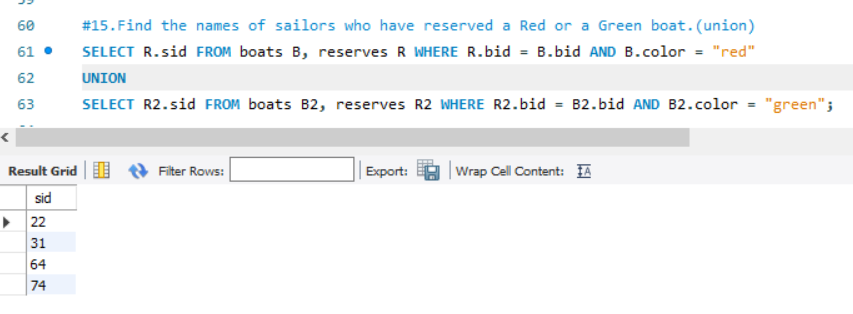 60 #15.Find the names of sailors who have reserved a Red or a Green boat.(union)
61 SELECT R.sid FROM boats B, reserves R WHERE R.bid = B.bid AND B.color = "red"
62 UNION
63 SELECT R2.sid FROM boats B2, reserves R2 WHERE R2.bid = B2.bid AND B2.color = "green";
Result Grid Filter Rows: Export: Wrap Cell Content: IA
sid
22
31
64
74